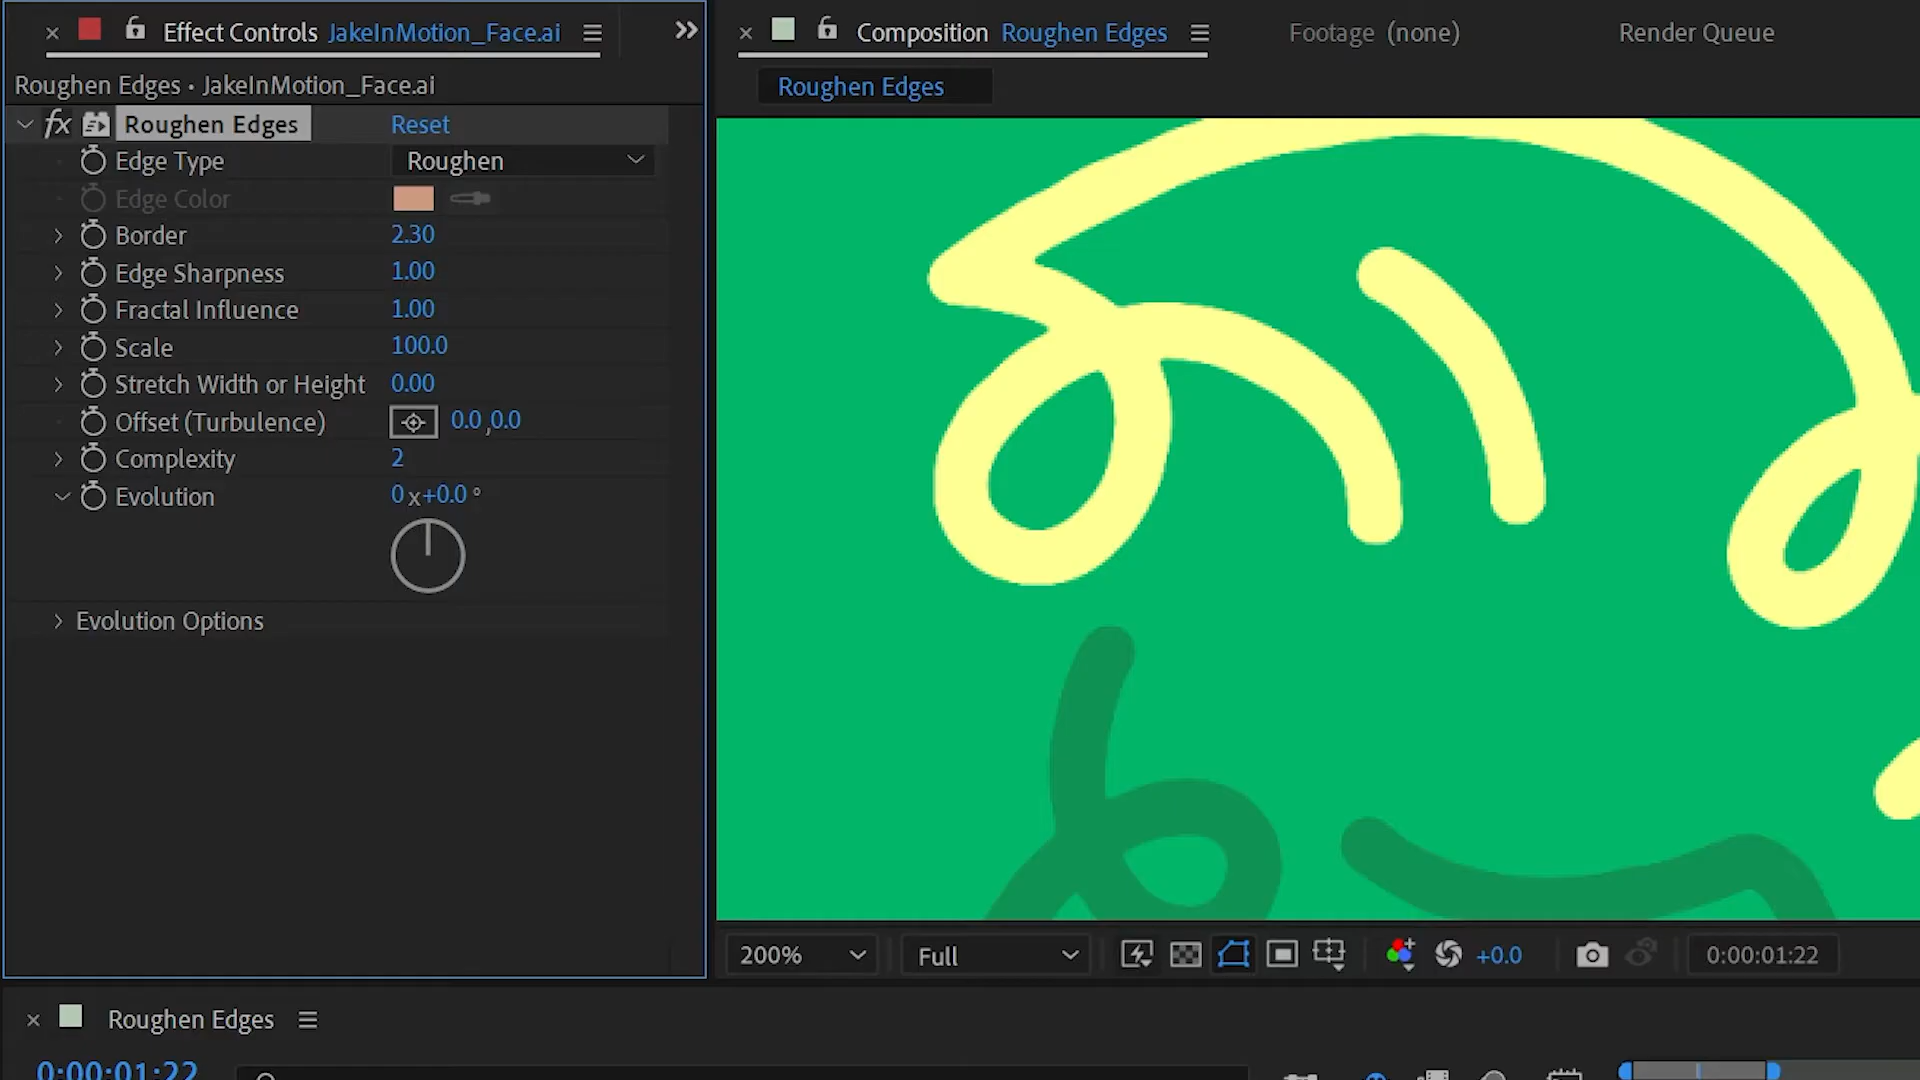 Effect Controls JakeInMotion_Face.ai
Roughen Edges • JakeInMotion_Face.ai
fx Roughen Edges Reset
Edge Type Roughen
Edge Color
Border 2.30
Edge Sharpness 1.00
Fractal Influence 1.00
Scale 100.0
Stretch Width or Height 0.00
Offset (Turbulence) 0.0,0.0
Complexity 2
Evolution 0x+0.0°
Evolution Options
Composition Roughen Edges
Footage (none)
Render Queue
Roughen Edges
200% Full +0.0 0:00:01:22
Roughen Edges
0:00:01:22